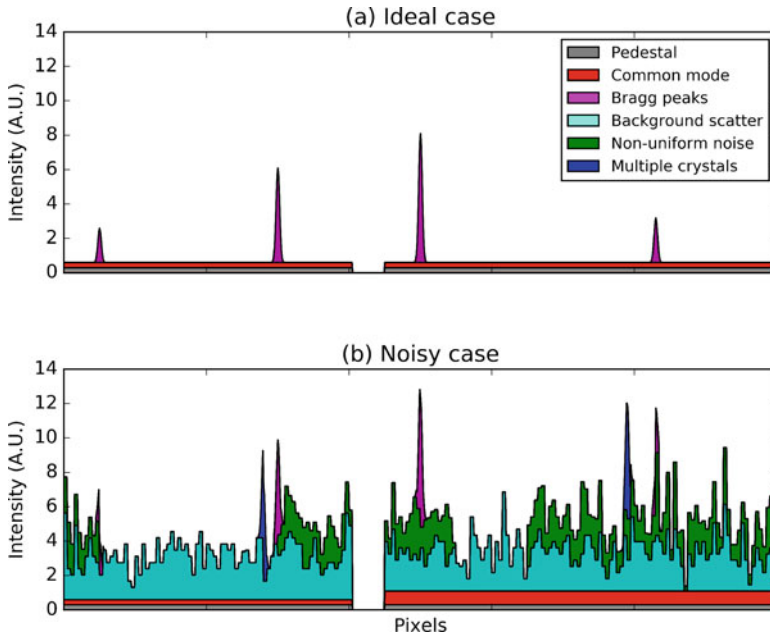 (a) Ideal case
14
12
10
8
6
4
2
0
Intensity (A.U.)
Pedestal
Common mode
Bragg peaks
Background scatter
Non-uniform noise
Multiple crystals
(b) Noisy case
14
12
10
8
6
4
2
0
Intensity (A.U.)
Pixels